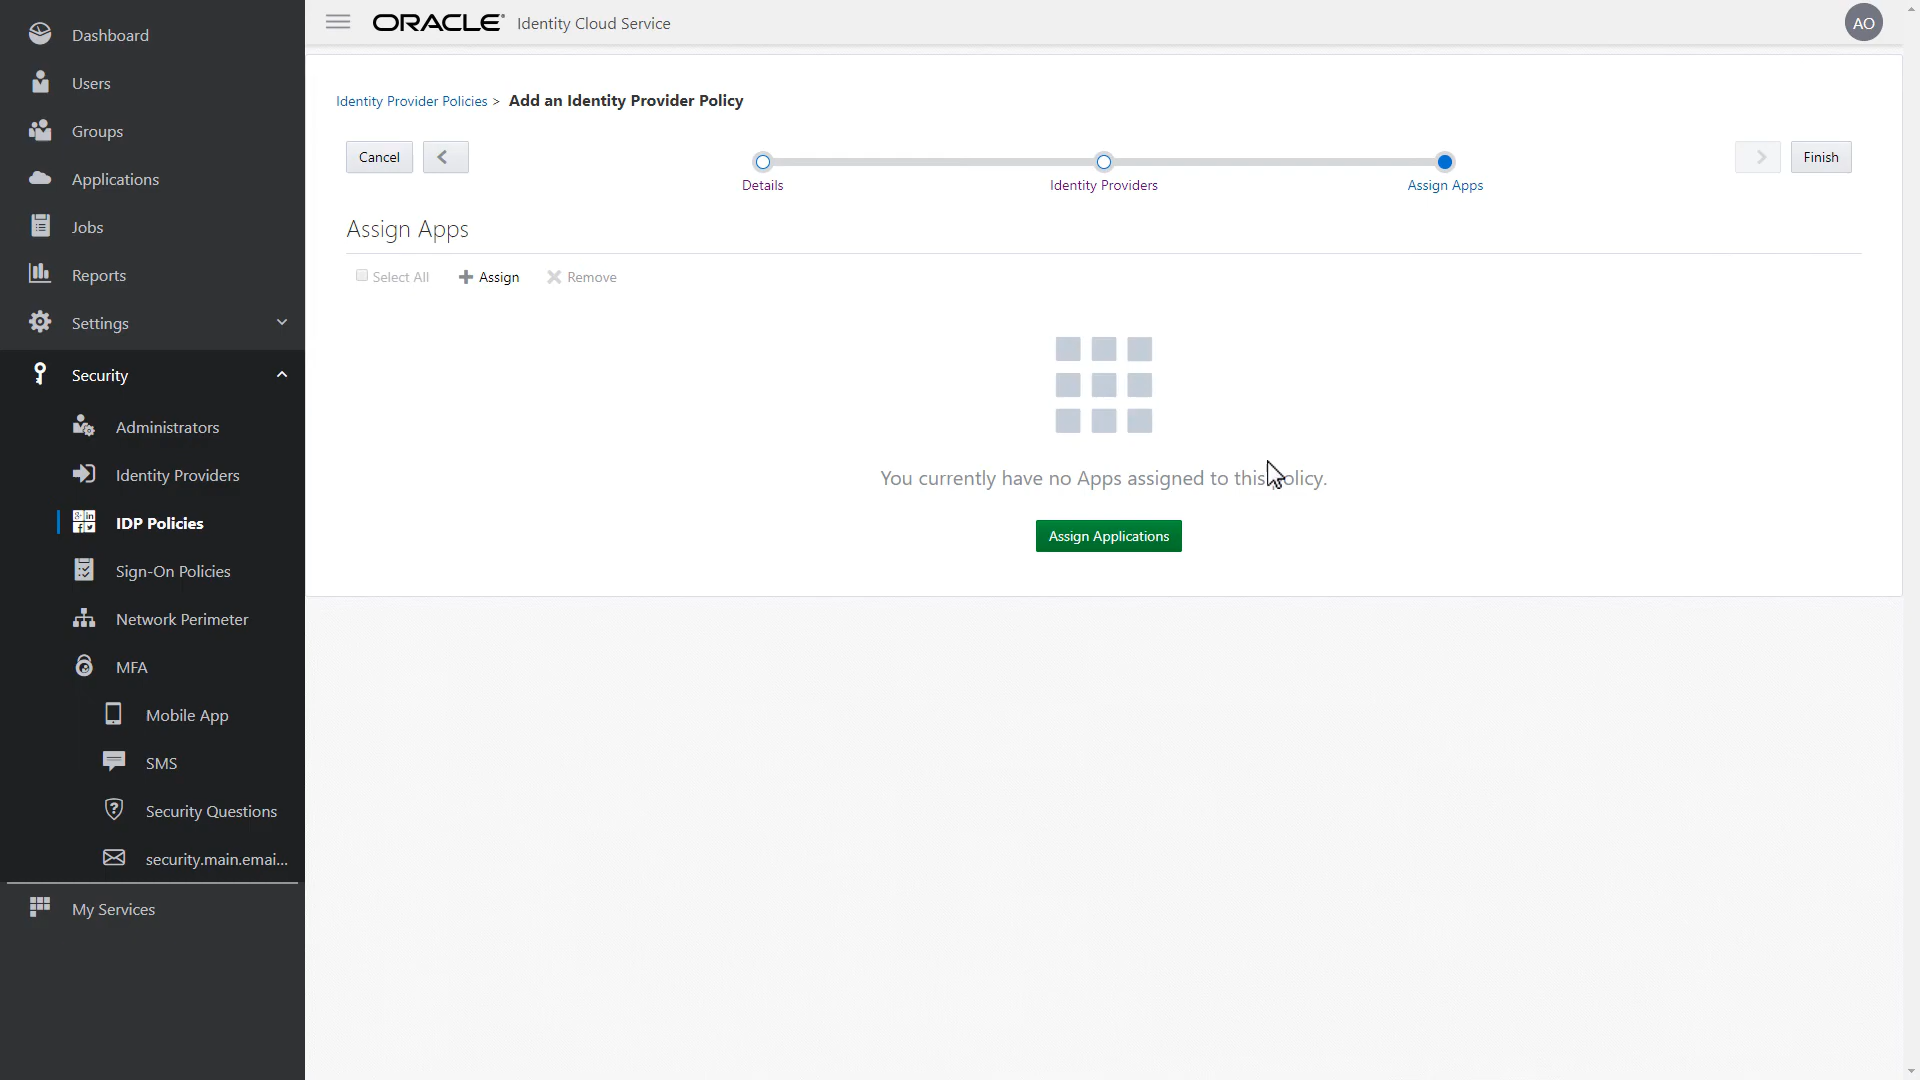 Dashboard
Users
Groups
Applications
Jobs
Reports
Settings
Security
Administrators
Identity Providers
IDP Policies
Sign-On Policies
Network Perimeter
MFA
Mobile App
SMS
Security Questions
security.main.emai...
My Services
ORACLE Identity Cloud Service
AO
Identity Provider Policies > Add an Identity Provider Policy
Cancel
Finish
Details
Identity Providers
Assign Apps
Assign Apps
Select All
Assign
Remove
You currently have no Apps assigned to this policy.
Assign Applications